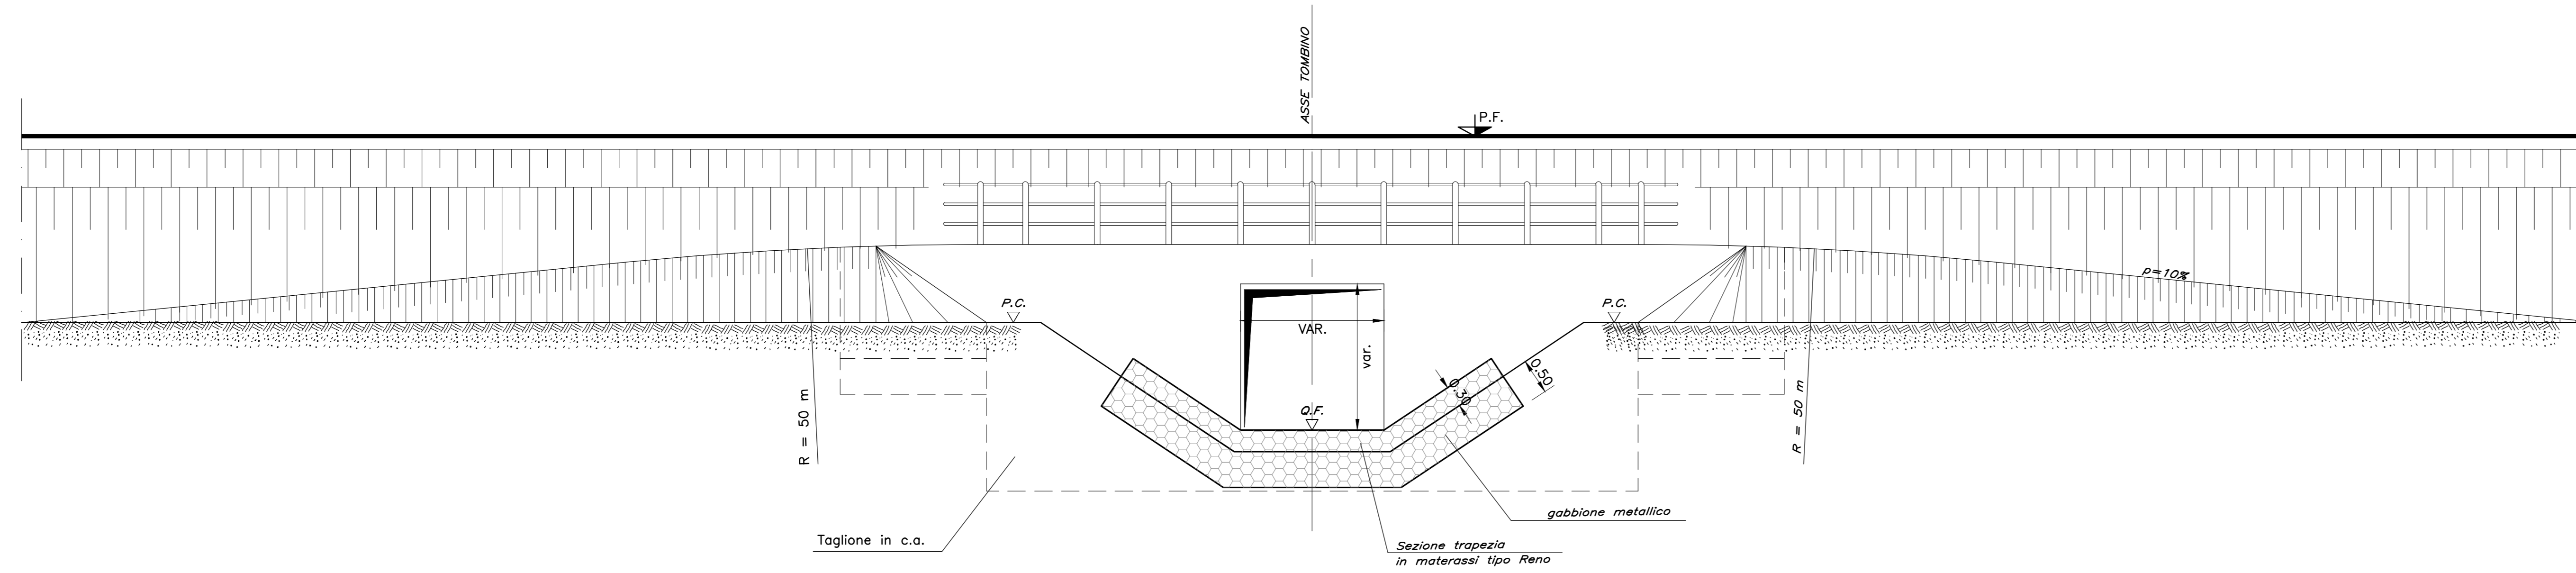 ASSE TOMBINO
P.F.
p=10%
P.C.
P.C.
VAR.
var.
0.50
0.30
Q.F.
R = 50 m
R = 50 m
gabbione metallico
Taglione in c.a.
Sezione trapezia
in materassi tipo Reno